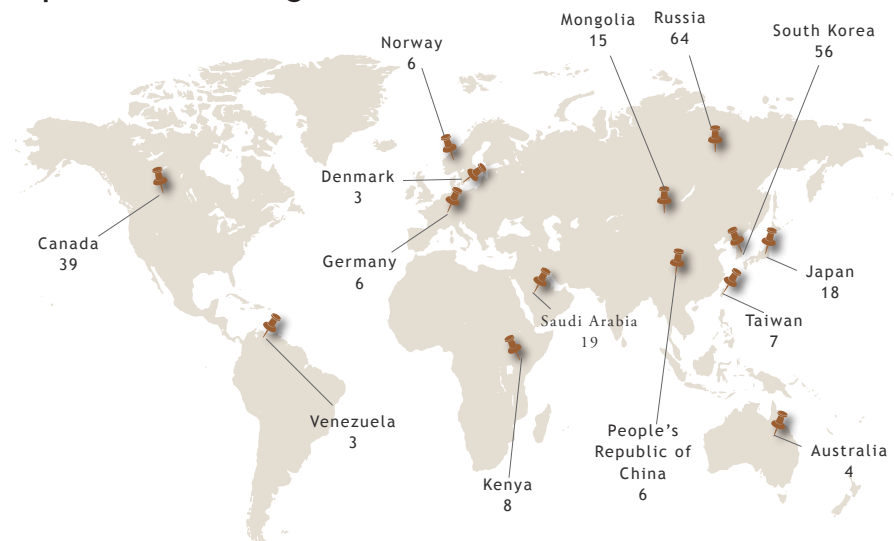 Mongolia
15
Russia
64
South Korea
56
Norway
6
Denmark
3
Canada
39
Germany
6
Japan
18
Saudi Arabia
19
Taiwan
7
Venezuela
3
People's
Republic of
China
6
Australia
4
Kenya
8